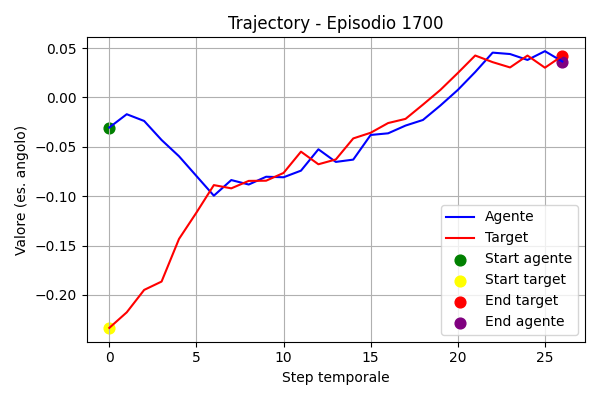 Trajectory - Episodio 1700
Valore (es. angolo)
0.05
0.00
−0.05
−0.10
−0.15
−0.20
0
5
10
15
20
25
Step temporale
Agente
Target
Start agente
Start target
End target
End agente